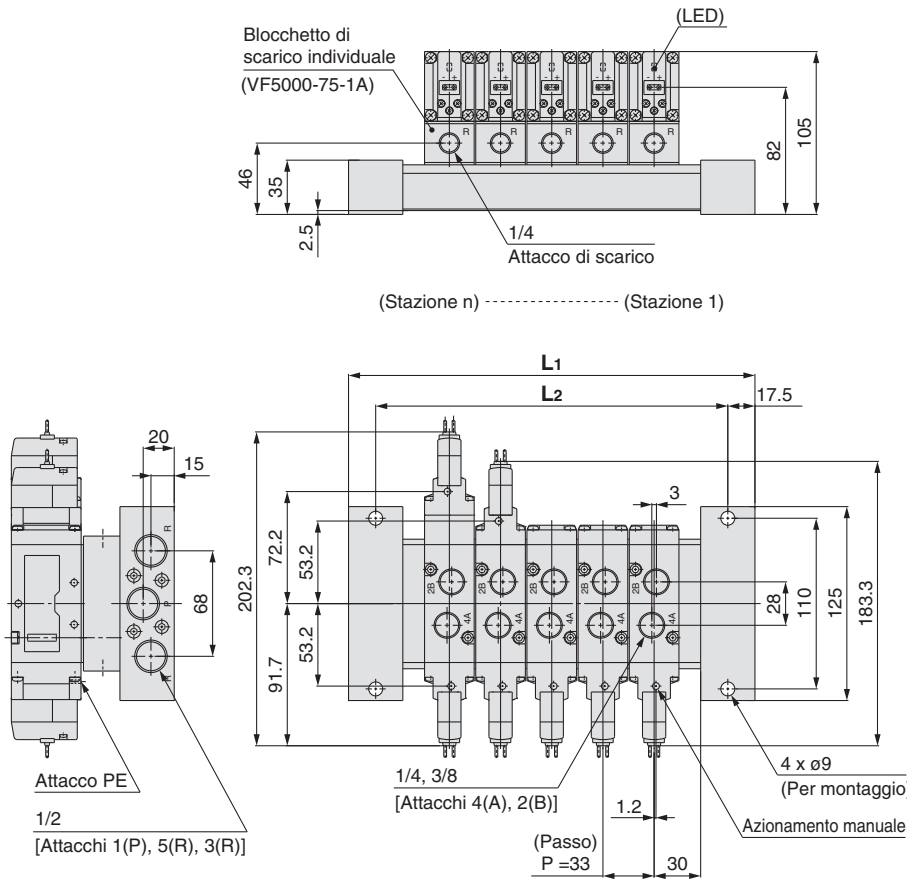 (LED)
Blocchetto di
scarico individuale
(VF5000-75-1A)
- +
- +
- +
- +
- +
R
R
R
R
R
46
35
2.5
82
105
1/4
Attacco di scarico
(Stazione n) ---------------------- (Stazione 1)
L1
L2
17.5
20
15
3
R
P
R
68
202.3
72.2
53.2
53.2
91.7
2B
2B
2B
2B
2B
4A
4A
4A
4A
4A
28
110
125
183.3
Attacco PE
1/2
[Attacchi 1(P), 5(R), 3(R)]
1/4, 3/8
[Attacchi 4(A), 2(B)]
4 x ø9
(Per montaggio)
1.2
Azionamento manuale
(Passo)
P =33
30